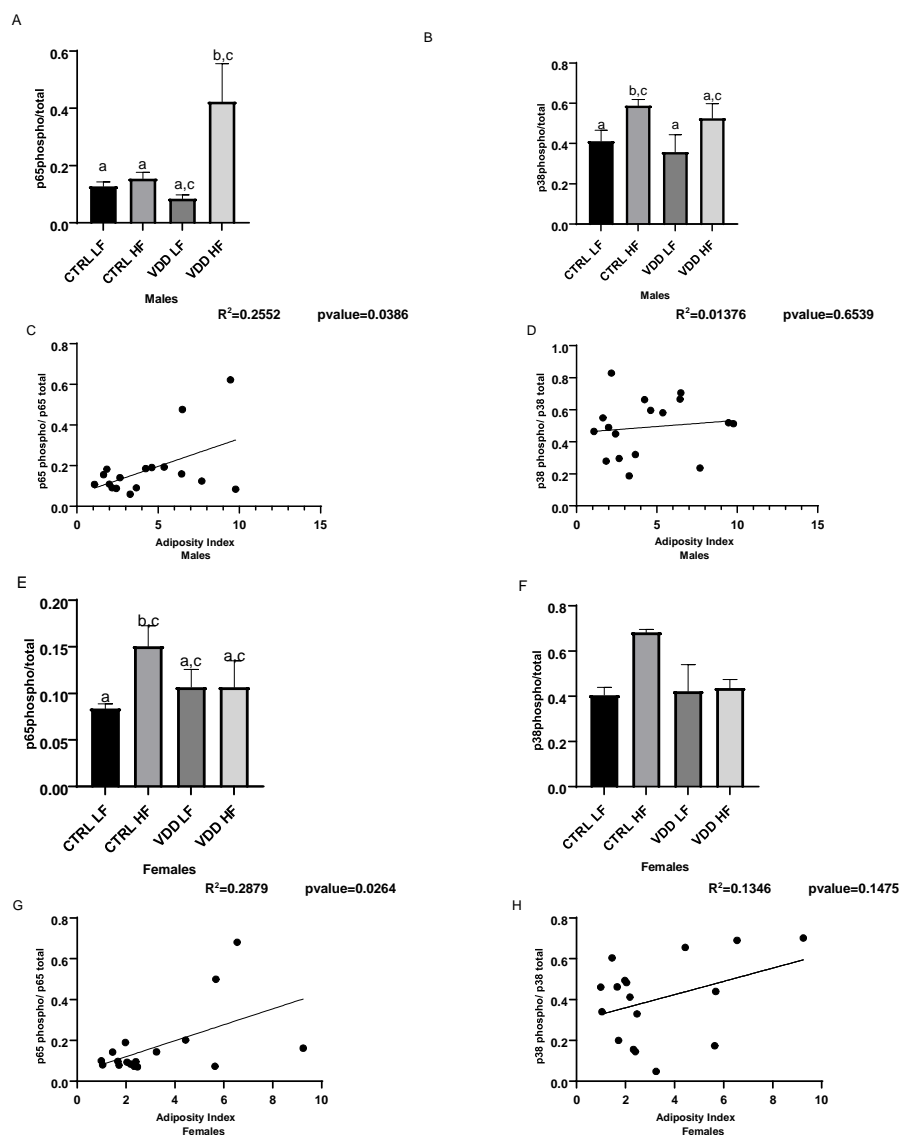 A
p65phospho/total
0.6
0.4
0.2
0.0
a
a
a,c
b,c
CTRL LF
CTRL HF
VDD LF
VDD HF
Males
B
p38phospho/total
0.8
0.6
0.4
0.2
0.0
a
b,c
a
a,c
CTRL LF
CTRL HF
VDD LF
VDD HF
Males
R²=0.2552 pvalue=0.0386
C
p65 phospho/ p65 total
0.8
0.6
0.4
0.2
0.0
0 5 10 15
Adiposity Index
Males
R²=0.01376 pvalue=0.6539
D
p38 phospho/ p38 total
1.0
0.8
0.6
0.4
0.2
0.0
0 5 10 15
Adiposity Index
Males
E
p65phospho/total
0.20
0.15
0.10
0.05
0.00
a
b,c
a,c
a,c
CTRL LF
CTRL HF
VDD LF
VDD HF
Females
F
p38phospho/total
0.8
0.6
0.4
0.2
0.0
CTRL LF
CTRL HF
VDD LF
VDD HF
Females
R²=0.2879 pvalue=0.0264
G
p65 phospho/ p65 total
0.8
0.6
0.4
0.2
0.0
0 2 4 6 8 10
Adiposity Index
Females
R²=0.1346 pvalue=0.1475
H
p38 phospho/ p38 total
0.8
0.6
0.4
0.2
0.0
0 2 4 6 8 10
Adiposity Index
Females